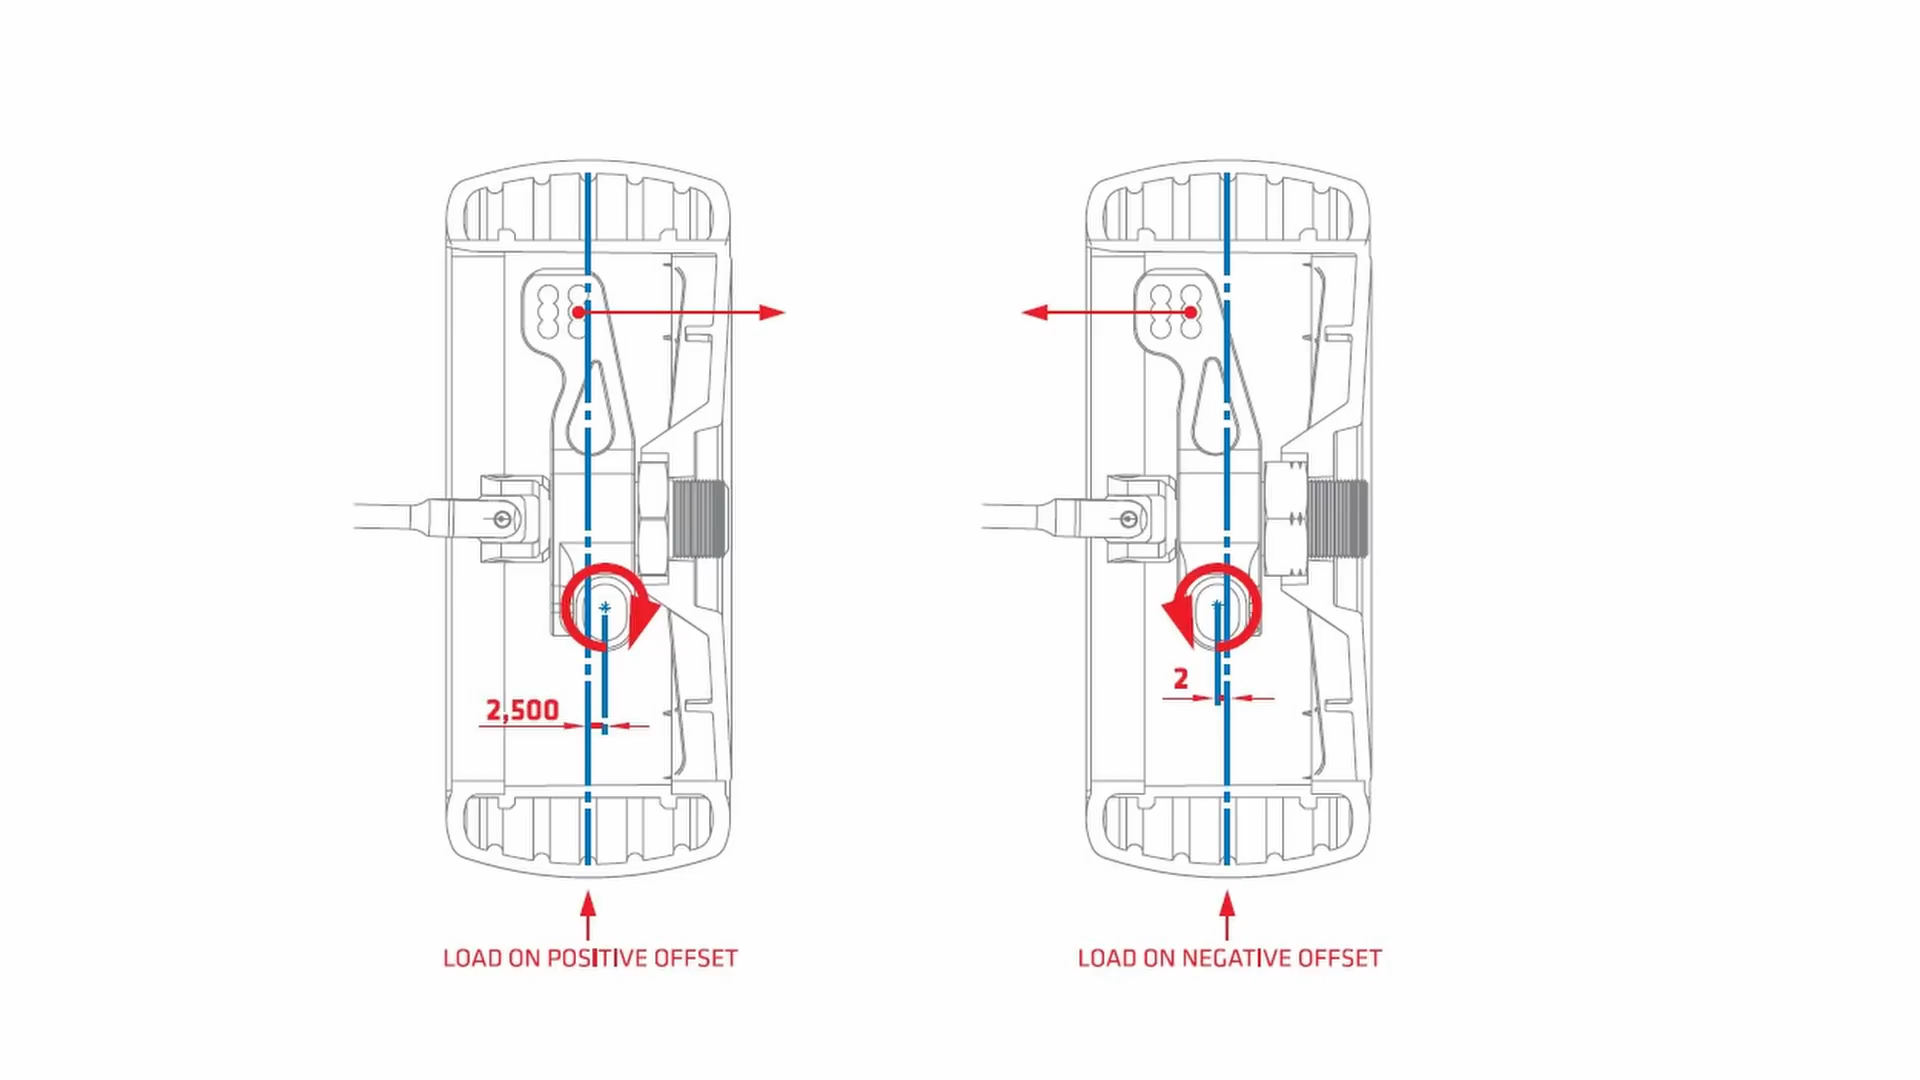 2,500
2
LOAD ON POSITIVE OFFSET
LOAD ON NEGATIVE OFFSET